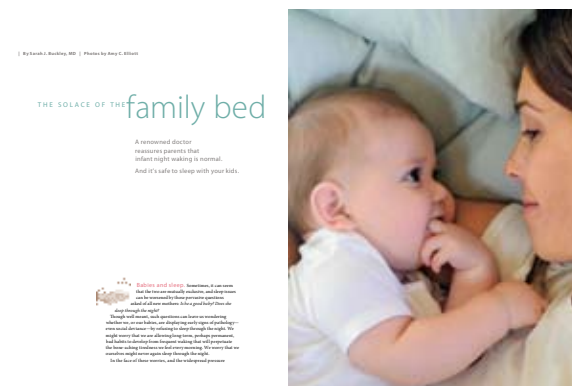 | By Sarah J. Buckley, MD | Photos by Amy C. Elliott
THE SOLACE OF THE family bed
A renowned doctor
reassures parents that
infant night waking is normal.
And it's safe to sleep with your kids.
Babies and sleep. Sometimes, it can seem
that the two are mutually exclusive, and sleep issues
can be worsened by those pervasive questions
asked of all new mothers: Is he a good baby? Does she
sleep through the night?
Though well meant, such questions can leave us wondering
whether we, or our babies, are displaying early signs of pathology—
even social deviance—by refusing to sleep through the night. We
might worry that we are allowing long-term, perhaps permanent,
bad habits to develop from frequent waking that will perpetuate
the bone-aching tiredness we feel every morning. We worry that we
ourselves might never again sleep through the night.
In the face of these worries, and the widespread pressure